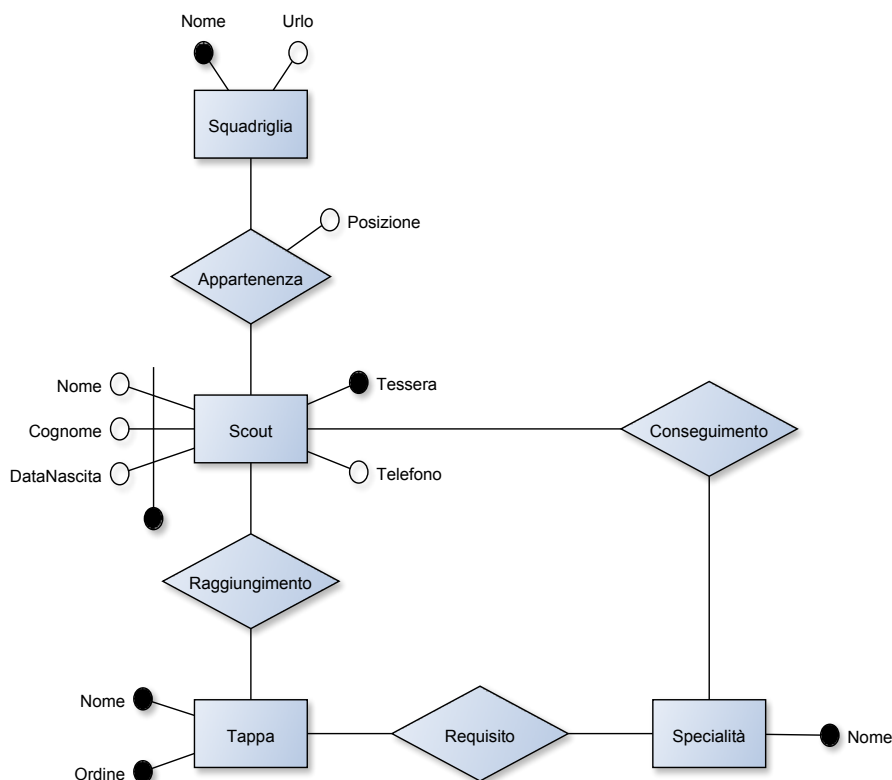 Nome
Urlo
Squadriglia
Posizione
Appartenenza
Nome
Tessera
Cognome
Scout
Conseguimento
DataNascita
Telefono
Raggiungimento
Nome
Tappa
Requisito
Specialità
Nome
Ordine